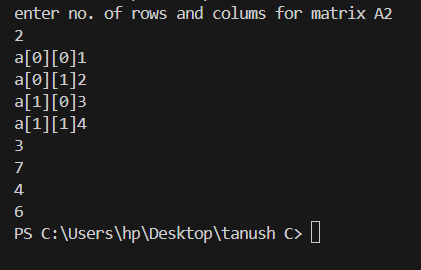 enter no. of rows and colums for matrix A2
2
a[0][0]1
a[0][1]2
a[1][0]3
a[1][1]4
3
7
4
6
PS C:\Users\hp\Desktop\tanush C>